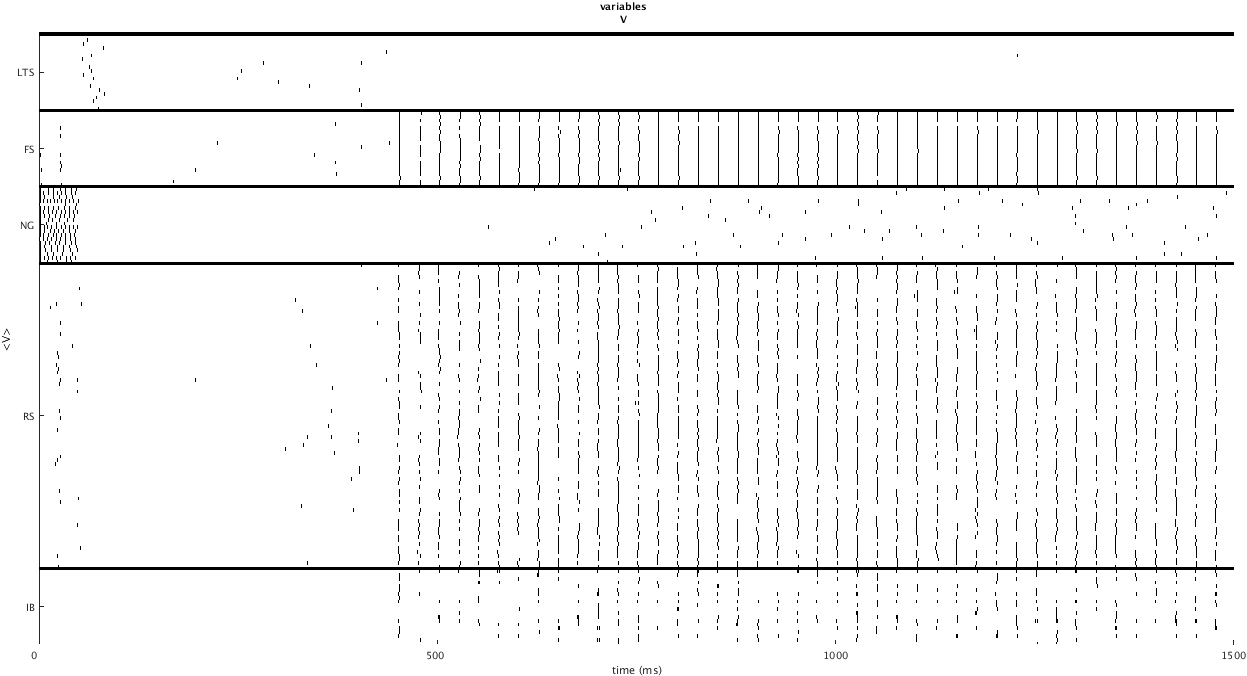 variables
V
LTS
FS
NG
<V>
RS
IB
0 500 1000 1500
time (ms)